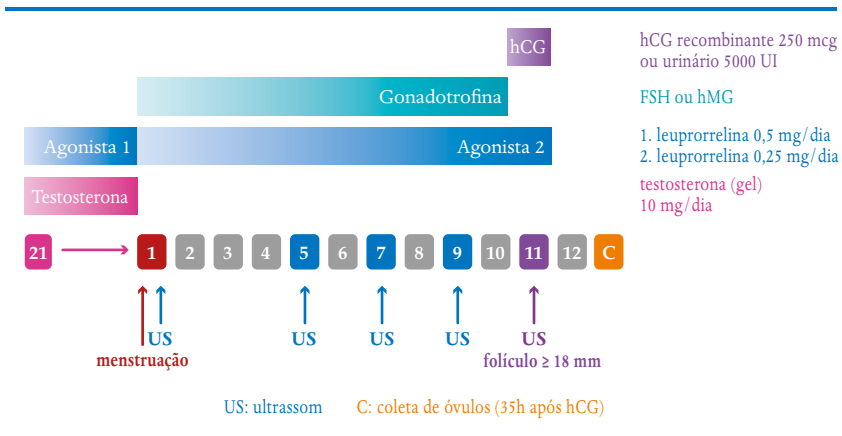 hCG
hCG recombinante 250 mcg
ou urinário 5000 UI
Gonadotrofina
FSH ou hMG
Agonista 1
Agonista 2
1. leuprorrelina 0,5 mg/dia
2. leuprorrelina 0,25 mg/dia
Testosterona
testosterona (gel)
10 mg/dia
21 1 2 3 4 5 6 7 8 9 10 11 12 C
US US US US US
menstruação folículo ≥ 18 mm
US: ultrassom C: coleta de óvulos (35h após hCG)